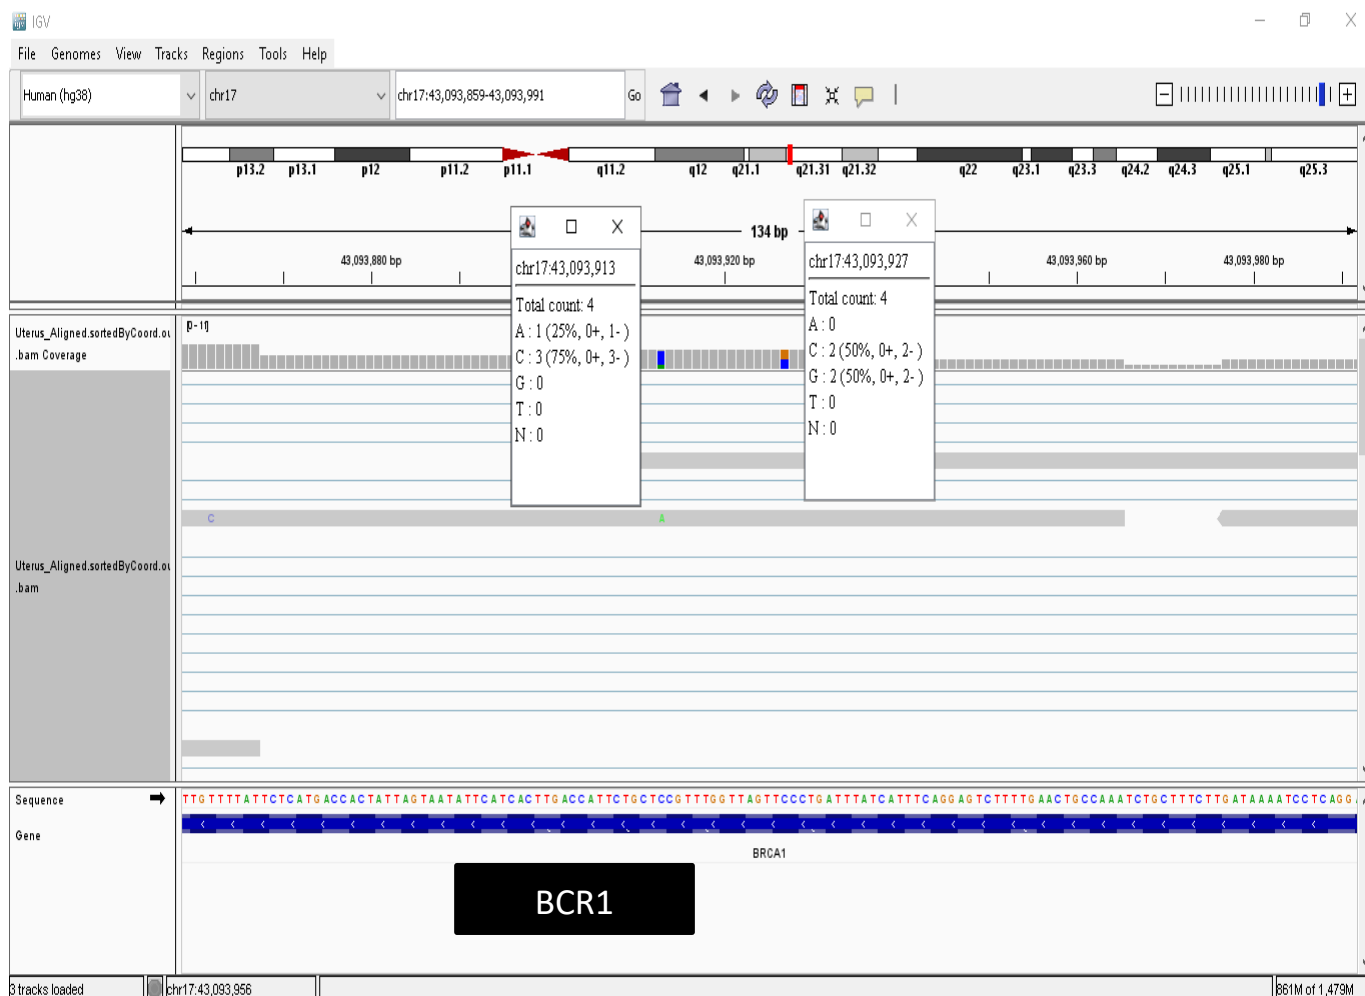 IGV
File Genomes View Tracks Regions Tools Help
Human (hg38) chr17 chr17:43,093,859-43,093,991 Go
p13.2 p13.1 p12 p11.2 p11.1 q11.2 q12 q21.1 q21.31 q21.32 q22 q23.1 q23.3 q24.2 q24.3 q25.1 q25.3
134 bp
43,093,880 bp 43,093,920 bp 43,093,960 bp 43,093,980 bp
chr17:43,093,913
Total count: 4
A : 1 (25%, 0+, 1- )
C : 3 (75%, 0+, 3- )
G : 0
T : 0
N : 0
chr17:43,093,927
Total count: 4
A : 0
C : 2 (50%, 0+, 2- )
G : 2 (50%, 0+, 2- )
T : 0
N : 0
Uterus_Aligned.sortedByCoord.ou
.bam Coverage
[0 - 11]
C A
Uterus_Aligned.sortedByCoord.ou
.bam
Sequence
TTGTTTTATTCTCATGACCACTATTAGTAATATTCATCACTTGACCATTCTGCTCCGTTTGGTTAGTTCCCTGATTTATCATTTCAGGAGTCTTTTGAACTGCCAAATCTGCTTTCTTGATAAAATCCTCAGG
Gene
BRCA1
BCR1
3 tracks loaded chr17:43,093,956 861M of 1,479M